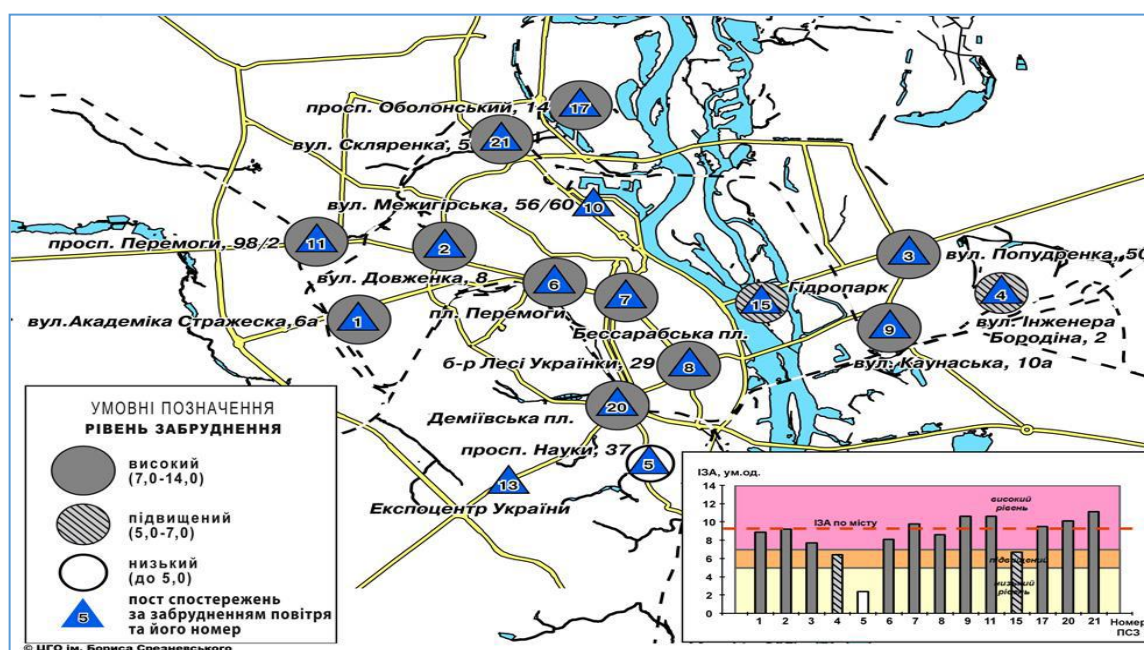 просп. Оболонський, 14
17
21
вул. Скляренка, 5
вул. Межигірська, 56/60
10
просп. Перемоги, 98/2
11
2
3
вул. Попудренка, 50
вул. Довженка, 8
6
7
15
Гідропарк
4
вул.Академіка Стражеска,6а
1
пл. Перемоги
9
вул. Інженера
Бородіна, 2
Бессарабська пл.
б-р Лесі Українки, 29
8
вул. Каунаська, 10а
20
Деміївська пл.
просп. Науки, 37
5
13
Експоцентр України
УМОВНІ ПОЗНАЧЕННЯ
РІВЕНЬ ЗАБРУДНЕННЯ
високий
(7,0-14,0)
підвищений
(5,0-7,0)
низький
(до 5,0)
5
пост спостережень
за забрудненням повітря
та його номер
© ЦГО ім. Бориса Срезневського
ІЗА, ум.од.
14
12
10
8
6
4
2
0
високий
рівень
ІЗА по місту
підвищений
низький
рівень
1 2 3 4 5 6 7 8 9 11 15 17 20 21
Номер
ПСЗ